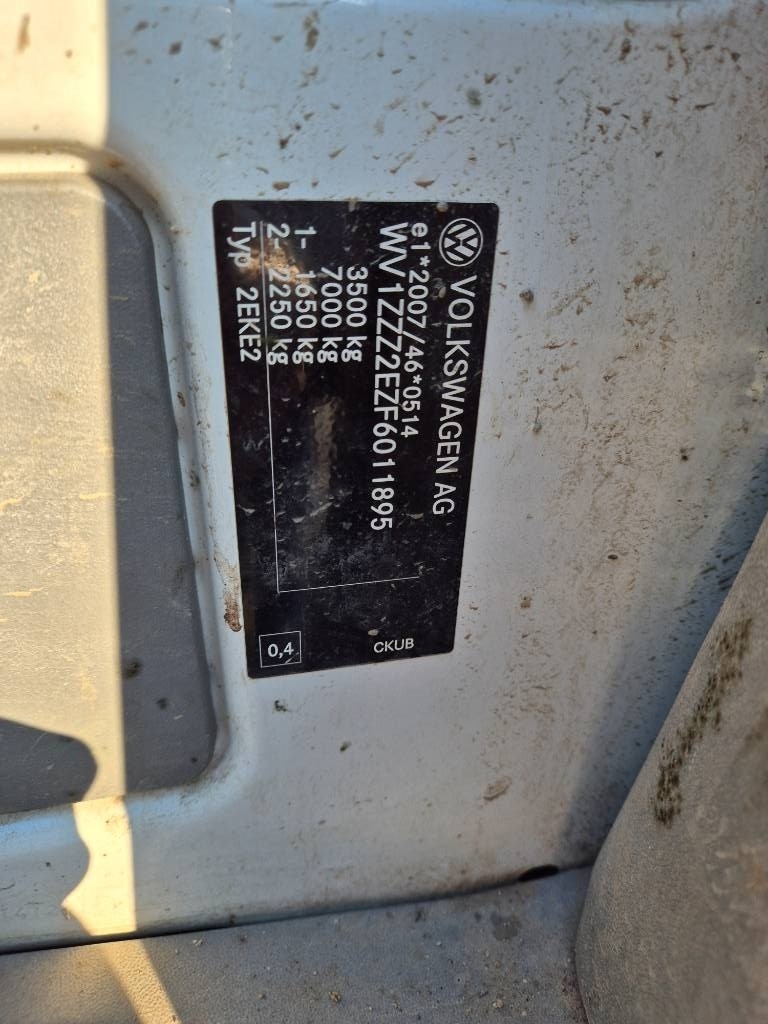 VOLKSWAGEN AG
e1*2007/46*0514
WV1ZZZ2EZF6011895
3500 kg
7000 kg
1- 1650 kg
2- 2250 kg
Typ 2EKE2
CKUB
0,4